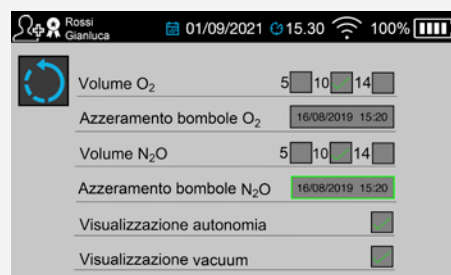 Rossi
Gianluca 01/09/2021 15.30 100%
Volume O₂ 5 10 14
Azzeramento bombole O₂ 16/08/2019 15:20
Volume N₂O 5 10 14
Azzeramento bombole N₂O 16/08/2019 15:20
Visualizzazione autonomia
Visualizzazione vacuum